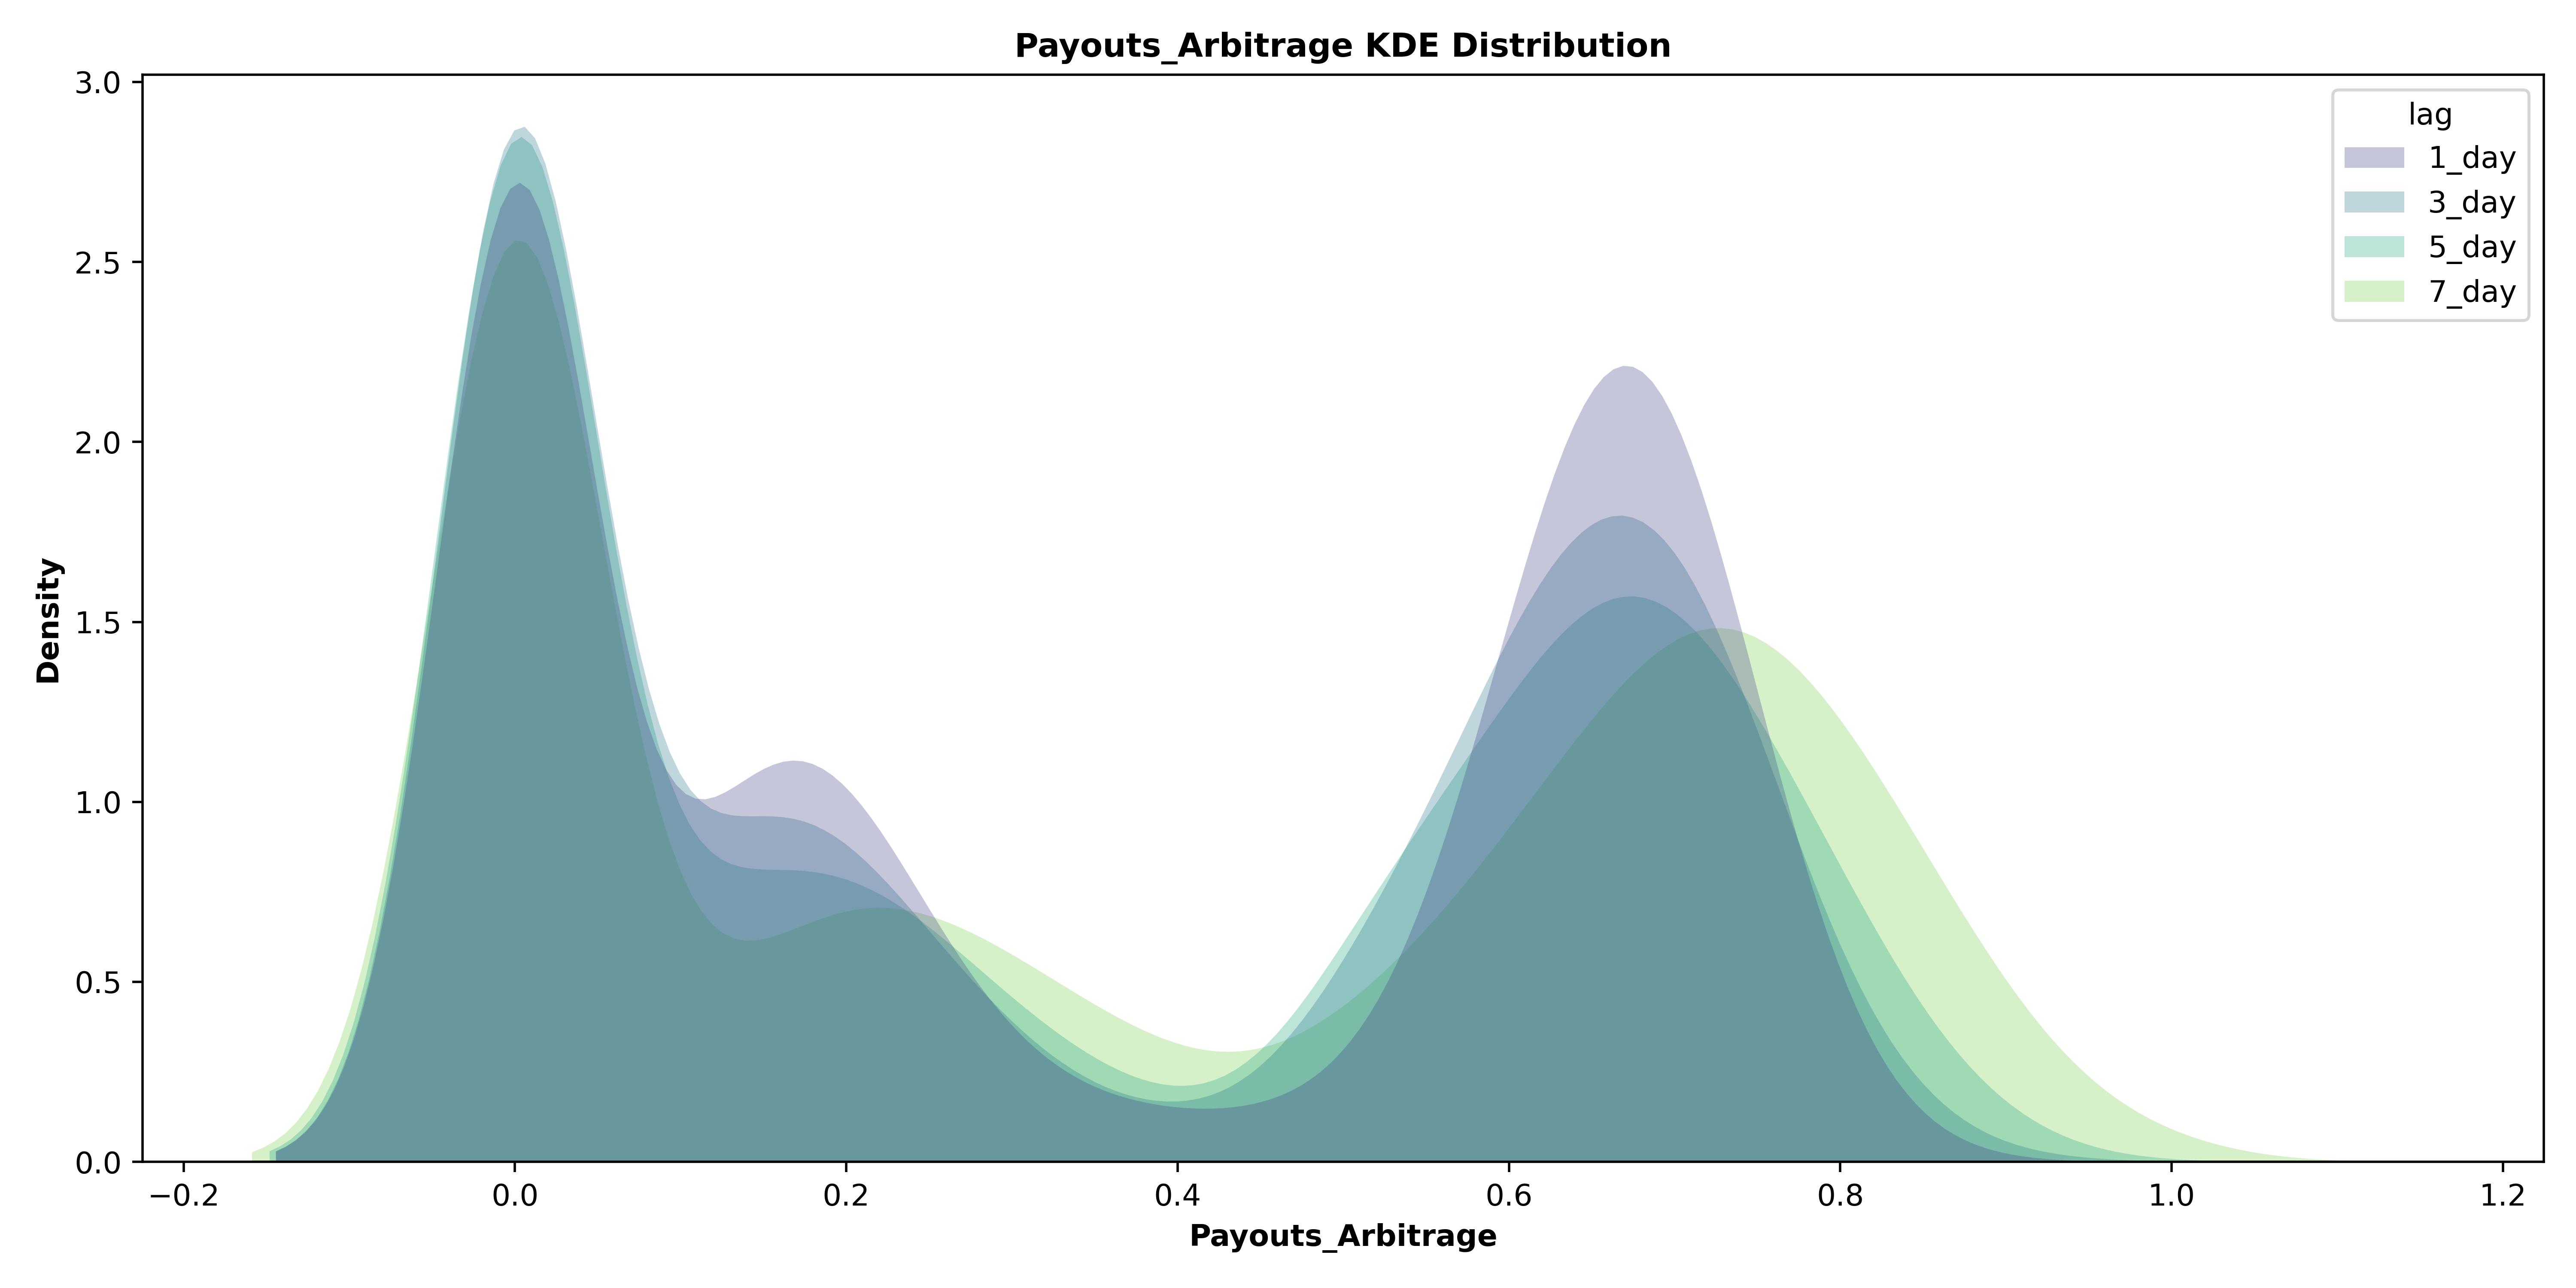 Payouts_Arbitrage KDE Distribution
3.0
2.5
2.0
1.5
1.0
0.5
0.0
Density
lag
1_day
3_day
5_day
7_day
−0.2
0.0
0.2
0.4
0.6
0.8
1.0
1.2
Payouts_Arbitrage